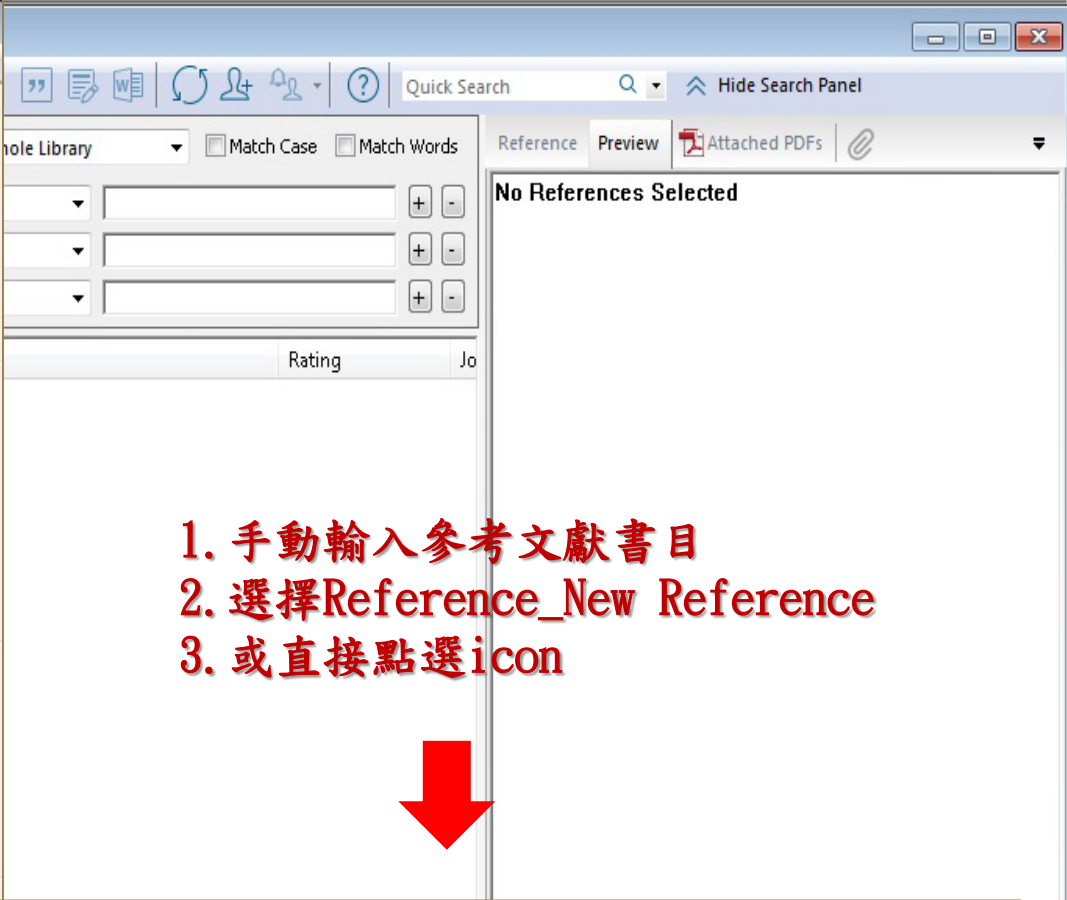 Quick Search
Hide Search Panel
hole Library
Match Case
Match Words
Reference
Preview
Attached PDFs
No References Selected
Rating
Jo
1.手動輸入參考文獻書目
2.選擇Reference_New Reference
3.或直接點選icon